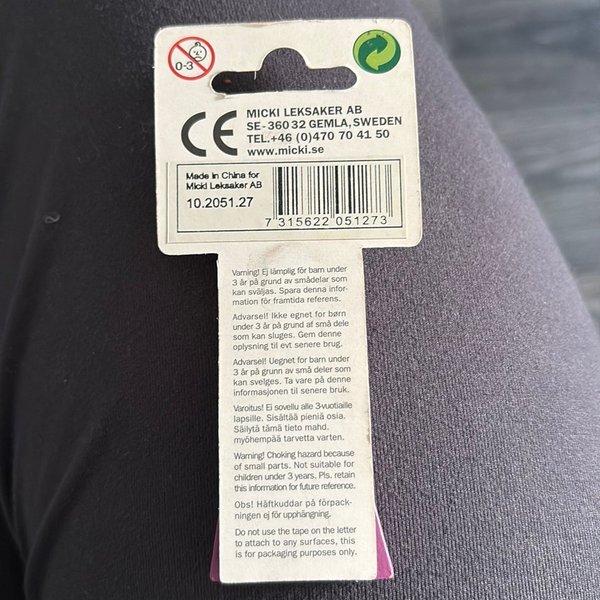 0-3
CE
MICKI LEKSAKER AB
SE-360 32 GEMLA, SWEDEN
TEL.+46 (0)470 70 41 50
www.micki.se
Made in China for
Micki Leksaker AB
10.2051.27
7 315622 051273
Varning! Ej lämplig för barn under
3 år på grund av smådelar som
kan sväljas. Spara denna infor-
mation för framtida referens.
Advarsel! Ikke egnet for børn
under 3 år på grund af små dele
som kan sluges. Gem denne
oplysning til evt senere brug.
Advarsel! Uegnet for barn under
3 år på grunn av små deler som
kan svelges. Ta vare på denne
informasjonen til senere bruk.
Varoitus! Ei sovellu alle 3-vuotiaille
lapsille. Sisältää pieniä osia.
Säilytä tämä tieto mahd.
myöhempää tarvetta varten.
Warning! Choking hazard because
of small parts. Not suitable for
children under 3 years. Pls. retain
this information for future reference.
Obs! Häftkuddar på förpack-
ningen ej för upphängning.
Do not use the tape on the letter
to attach to any surfaces, this is
for packaging purposes only.